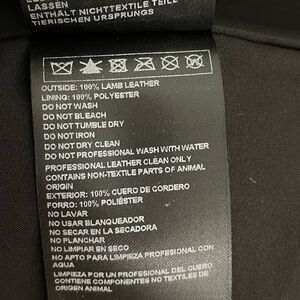 LASSEN
ENTHÄLT NICHTTEXTILE TEILE
TIERISCHEN URSPRUNGS
OUTSIDE: 100% LAMB LEATHER
LINING: 100% POLYESTER
DO NOT WASH
DO NOT BLEACH
DO NOT TUMBLE DRY
DO NOT IRON
DO NOT DRY CLEAN
DO NOT PROFESSIONAL WASH WITH WATER
PROFESSIONAL LEATHER CLEAN ONLY
CONTAINS NON-TEXTILE PARTS OF ANIMAL
ORIGIN
EXTERIOR: 100% CUERO DE CORDERO
FORRO: 100% POLIÉSTER
NO LAVAR
NO USAR BLANQUEADOR
NO SECAR EN LA SECADORA
NO PLANCHAR
NO LIMPIAR EN SECO
NO APTO PARA LIMPIEZA PROFESIONAL CON
AGUA
LIMPIEZA POR UN PROFESIONAL DEL CUERO
CONTIENE COMPONENTES NO TEXTILES DE
ORIGEN ANIMAL